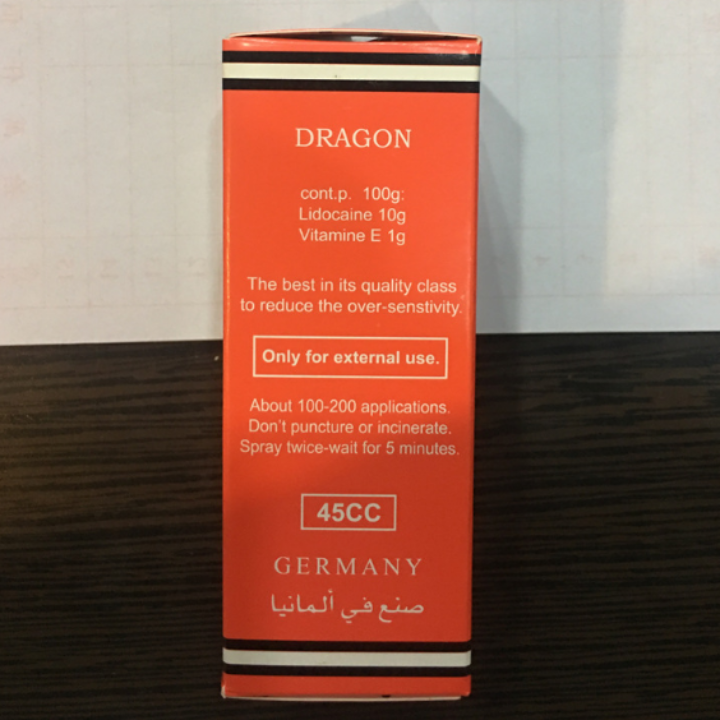 DRAGON
cont.p. 100g:
Lidocaine 10g
Vitamine E 1g
The best in its quality class
to reduce the over-senstivity.
Only for external use.
About 100-200 applications.
Don't puncture or incinerate.
Spray twice-wait for 5 minutes.
45CC
GERMANY
صنع في ألمانيا